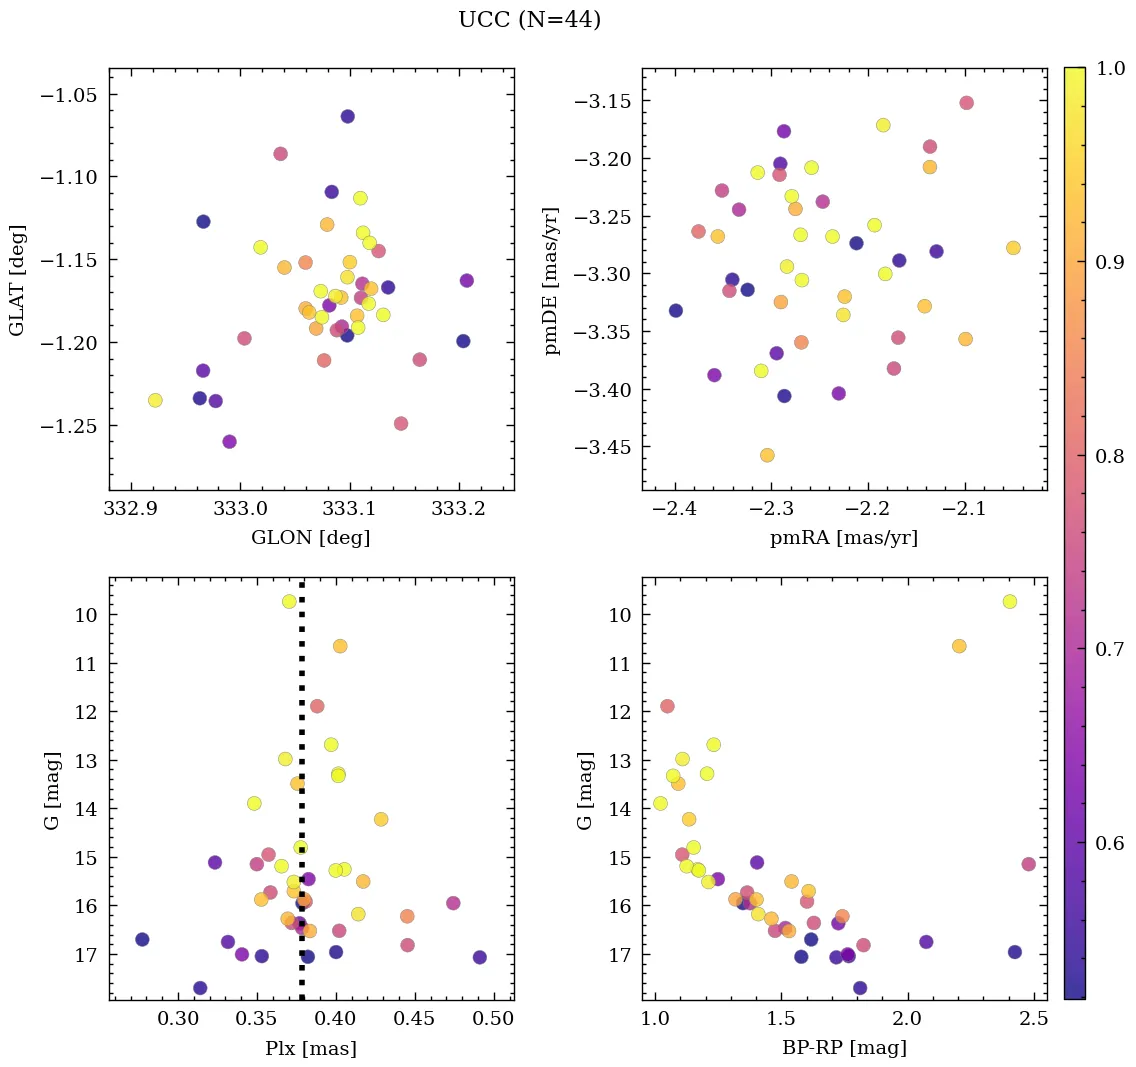 UCC (N=44)
−1.05
−1.10
−1.15
−1.20
−1.25
GLAT [deg]
332.9 333.0 333.1 333.2
GLON [deg]
−3.15
−3.20
−3.25
−3.30
−3.35
−3.40
−3.45
pmDE [mas/yr]
−2.4 −2.3 −2.2 −2.1
pmRA [mas/yr]
1.0
0.9
0.8
0.7
0.6
10
11
12
13
14
15
16
17
G [mag]
0.30 0.35 0.40 0.45 0.50
Plx [mas]
10
11
12
13
14
15
16
17
G [mag]
1.0 1.5 2.0 2.5
BP-RP [mag]